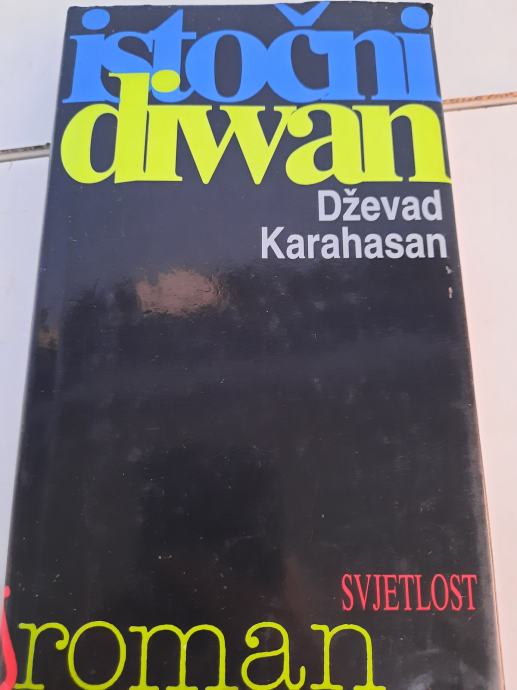 istočni
diwan
Dževad
Karahasan
SVJETLOST
roman